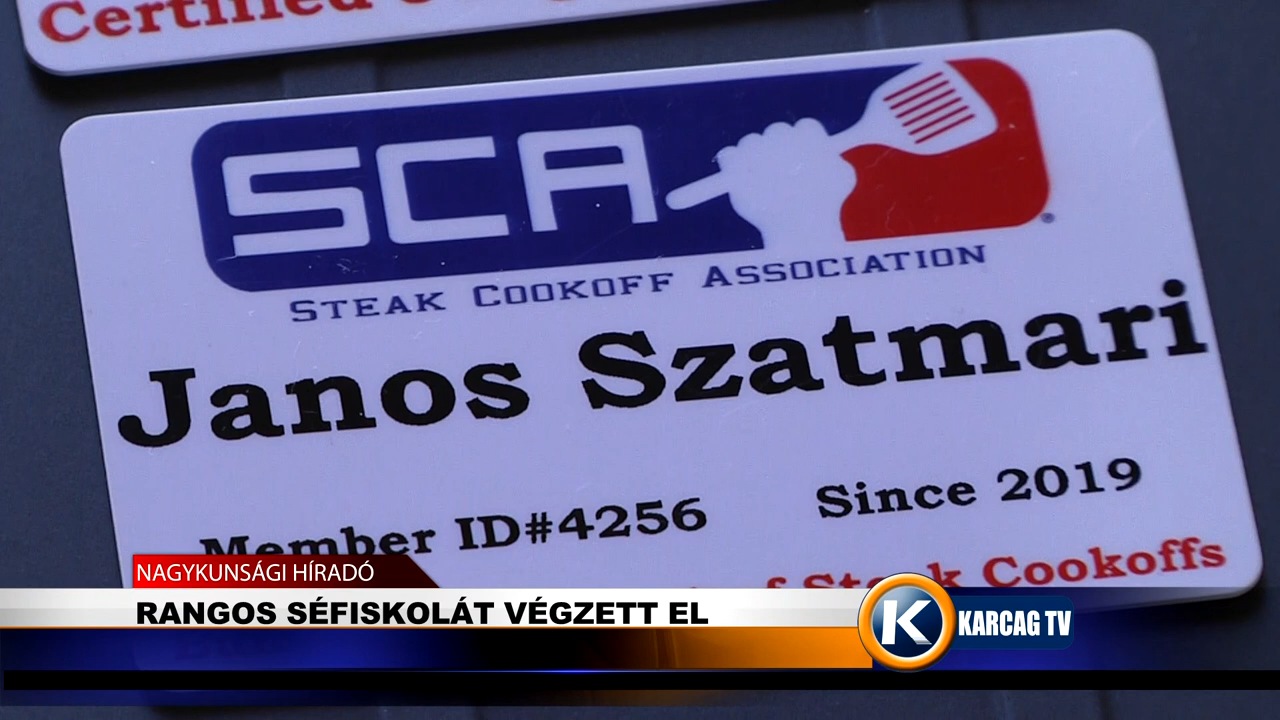 Certified
SCA
STEAK COOKOFF ASSOCIATION
Janos Szatmari
Member ID#4256 Since 2019
of Steak Cookoffs
NAGYKUNSÁGI HÍRADÓ
RANGOS SÉFISKOLÁT VÉGZETT EL
K KARCAG TV